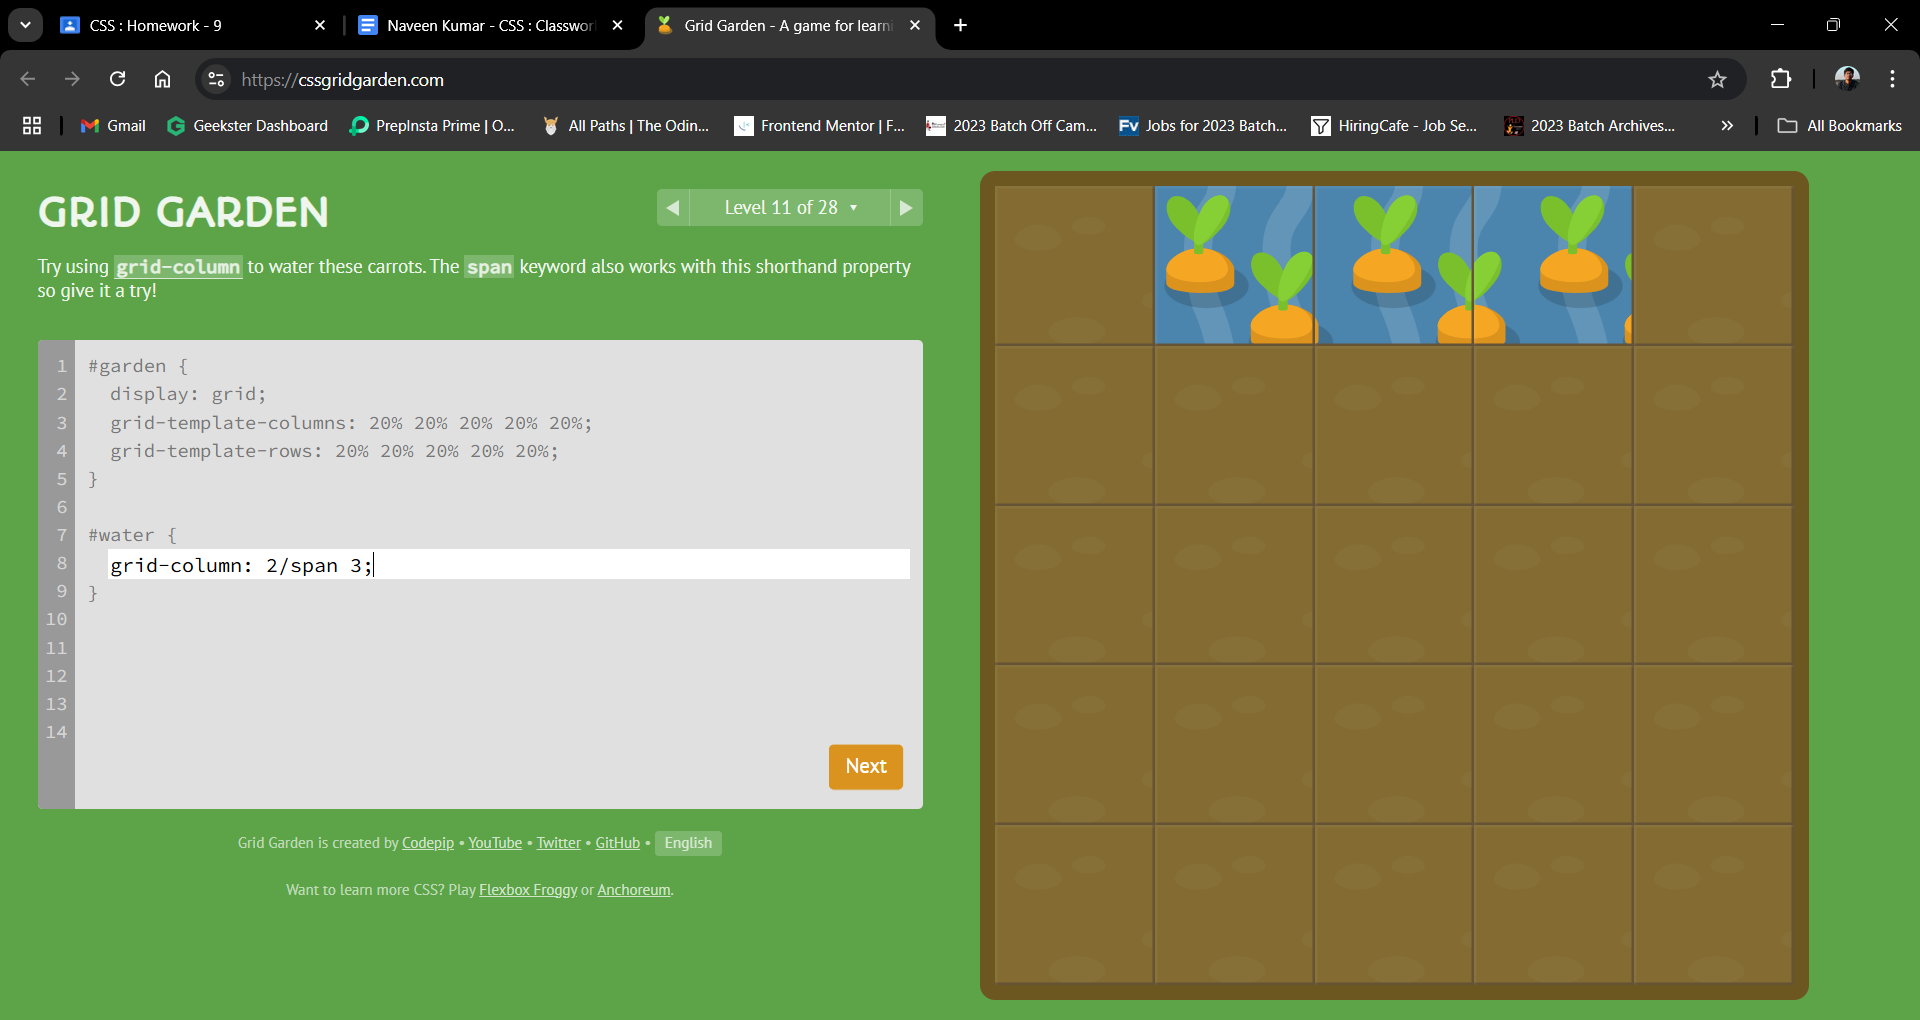 CSS : Homework - 9
Naveen Kumar - CSS : Classwor
Grid Garden - A game for learni
https://cssgridgarden.com
Gmail
Geekster Dashboard
PrepInsta Prime | O...
All Paths | The Odin...
Frontend Mentor | F...
2023 Batch Off Cam...
Fv Jobs for 2023 Batch...
HiringCafe - Job Se...
2023 Batch Archives...
All Bookmarks
GRID GARDEN
Level 11 of 28
Try using grid-column to water these carrots. The span keyword also works with this shorthand property
so give it a try!
1 #garden {
2 display: grid;
3 grid-template-columns: 20% 20% 20% 20% 20%;
4 grid-template-rows: 20% 20% 20% 20% 20%;
5 }
6
7 #water {
8 grid-column: 2/span 3;
9 }
10
11
12
13
14
Next
Grid Garden is created by Codepip • YouTube • Twitter • GitHub • English
Want to learn more CSS? Play Flexbox Froggy or Anchoreum.